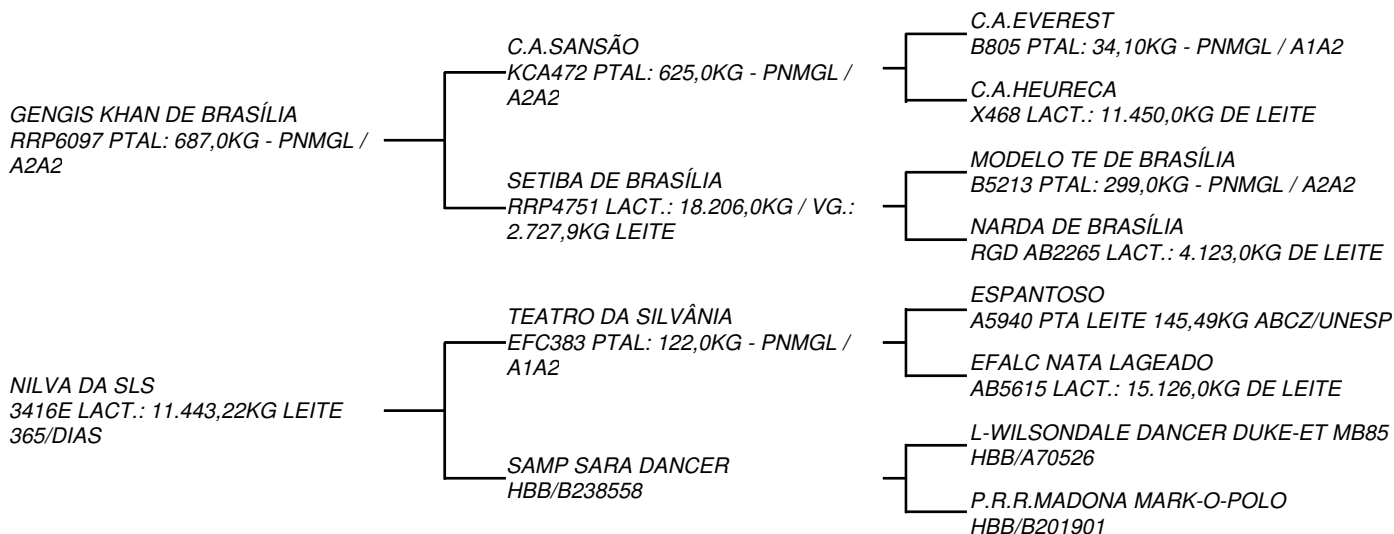 GENGIS KHAN DE BRASÍLIA
RRP6097 PTAL: 687,0KG - PNMGL /
A2A2
NILVA DA SLS
3416E LACT.: 11.443,22KG LEITE
365/DIAS
C.A.SANSÃO
KCA472 PTAL: 625,0KG - PNMGL /
A2A2
SETIBA DE BRASÍLIA
RRP4751 LACT.: 18.206,0KG / VG.:
2.727,9KG LEITE
TEATRO DA SILVÂNIA
EFC383 PTAL: 122,0KG - PNMGL /
A1A2
SAMP SARA DANCER
HBB/B238558
C.A.EVEREST
B805 PTAL: 34,10KG - PNMGL / A1A2
C.A.HEURECA
X468 LACT.: 11.450,0KG DE LEITE
MODELO TE DE BRASÍLIA
B5213 PTAL: 299,0KG - PNMGL / A2A2
NARDA DE BRASÍLIA
RGD AB2265 LACT.: 4.123,0KG DE LEITE
ESPANTOSO
A5940 PTA LEITE 145,49KG ABCZ/UNESP
EFALC NATA LAGEADO
AB5615 LACT.: 15.126,0KG DE LEITE
L-WILSONDALE DANCER DUKE-ET MB85
HBB/A70526
P.R.R.MADONA MARK-O-POLO
HBB/B201901